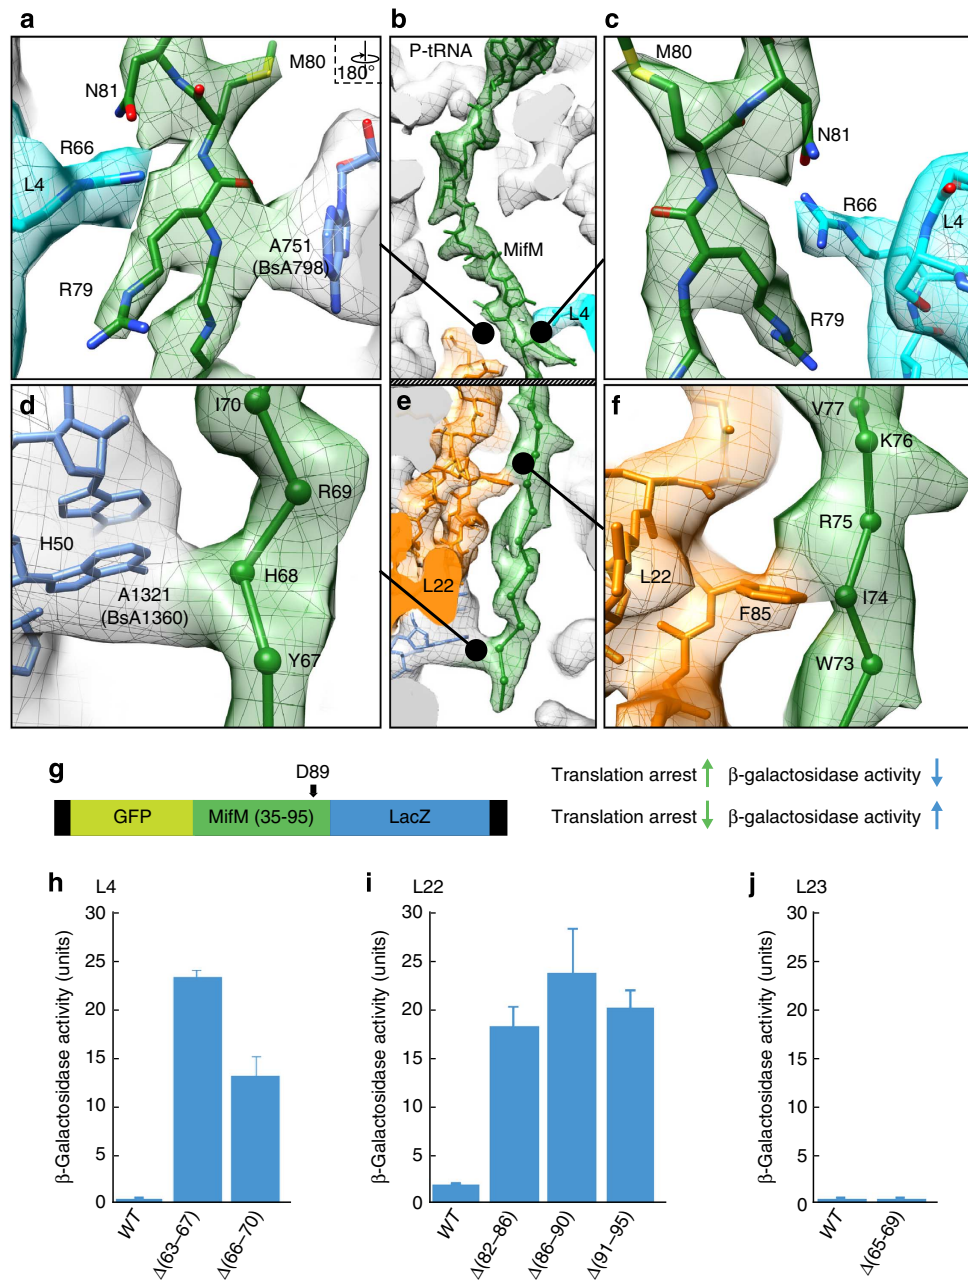 a
N81
M80
180°
R66
L4
A751
(BsA798)
R79
b
P-tRNA
MifM
L4
c
M80
N81
R66
L4
R79
d
I70
R69
H50
H68
A1321
(BsA1360)
Y67
e
L22
f
V77
K76
R75
L22
F85
I74
W73
g
D89
GFP
MifM (35-95)
LacZ
Translation arrest
β-galactosidase activity
Translation arrest
β-galactosidase activity
h
L4
β-Galactosidase activity (units)
30
25
20
15
10
5
0
WT
Δ(63–67)
Δ(66–70)
i
L22
β-Galactosidase activity (units)
30
25
20
15
10
5
0
WT
Δ(82–86)
Δ(86–90)
Δ(91–95)
j
L23
β-Galactosidase activity (units)
30
25
20
15
10
5
0
WT
Δ(65-69)